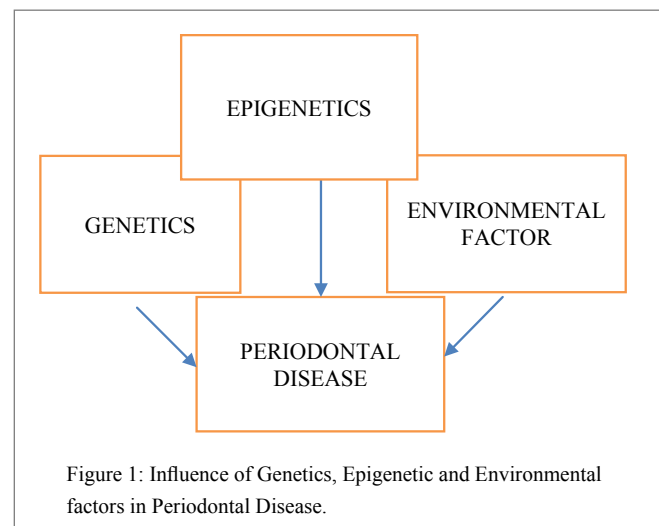 EPIGENETICS
GENETICS
ENVIRONMENTAL
FACTOR
PERIODONTAL
DISEASE
Figure 1: Influence of Genetics, Epigenetic and Environmental
factors in Periodontal Disease.